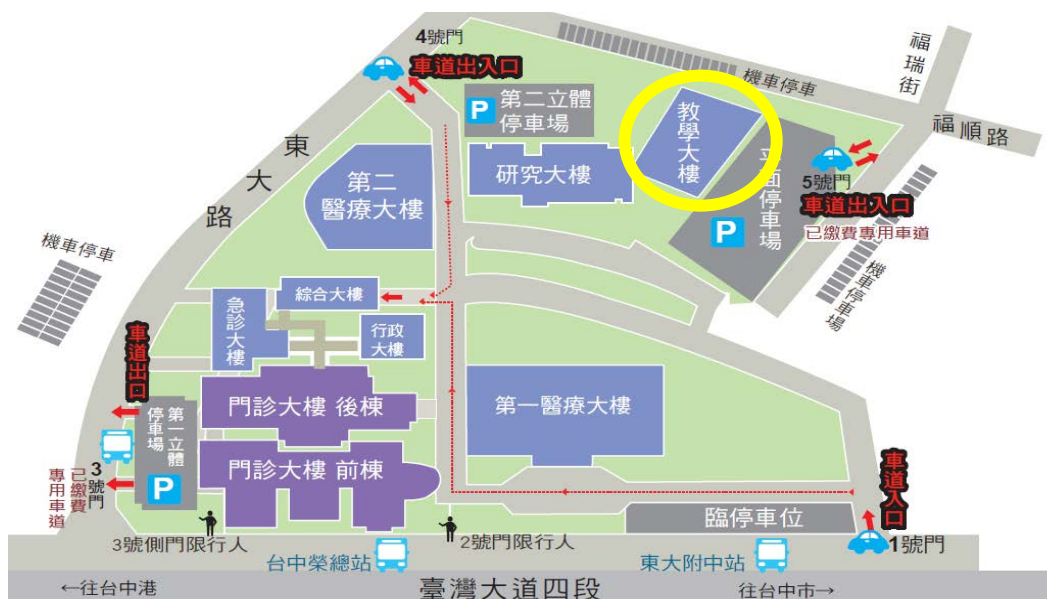 4號門
車道出入口
福瑞街
機車停車
福順路
P 第二立體
停車場
教學大樓
平面停車場
P
5號門
車道出入口
已繳費專用車道
機車停車場
研究大樓
東大路
第二
醫療大樓
機車停車
綜合大樓
急診大樓
行政
大樓
車道出口
門診大樓 後棟
第一醫療大樓
第一立體
停車場
P
門診大樓 前棟
3號門
已繳費
專用車道
車道入口
臨停車位
1號門
3號側門限行人
台中榮總站
2號門限行人
東大附中站
←往台中港
臺灣大道四段
往台中市→